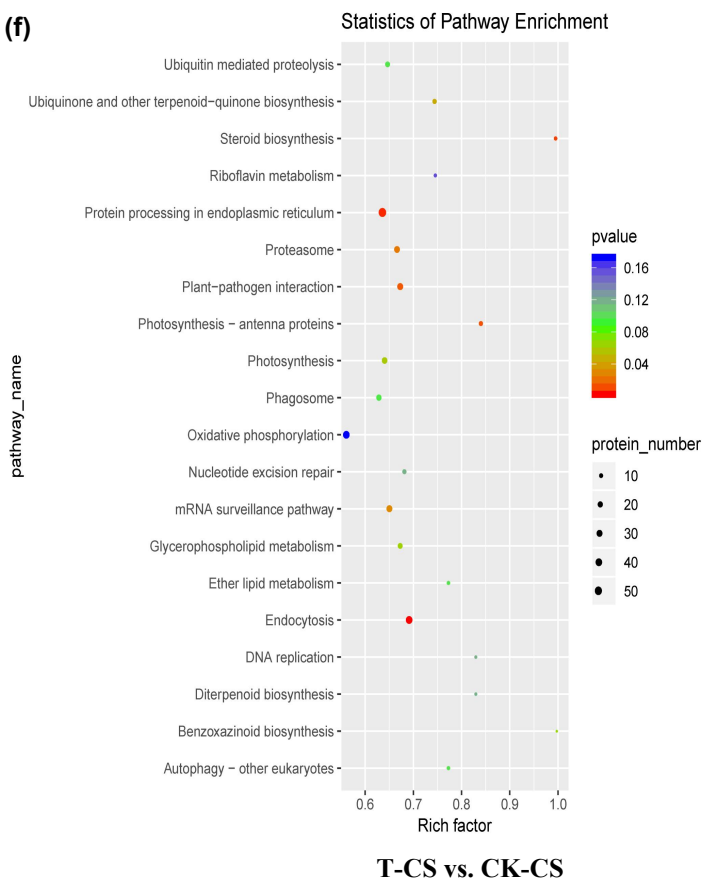 (f)
Statistics of Pathway Enrichment
Ubiquitin mediated proteolysis
Ubiquinone and other terpenoid−quinone biosynthesis
Steroid biosynthesis
Riboflavin metabolism
Protein processing in endoplasmic reticulum
Proteasome
Plant−pathogen interaction
Photosynthesis − antenna proteins
Photosynthesis
Phagosome
Oxidative phosphorylation
Nucleotide excision repair
mRNA surveillance pathway
Glycerophospholipid metabolism
Ether lipid metabolism
Endocytosis
DNA replication
Diterpenoid biosynthesis
Benzoxazinoid biosynthesis
Autophagy − other eukaryotes
pathway_name
0.6 0.7 0.8 0.9 1.0
Rich factor
pvalue
0.16
0.12
0.08
0.04
protein_number
10
20
30
40
50
T-CS vs. CK-CS